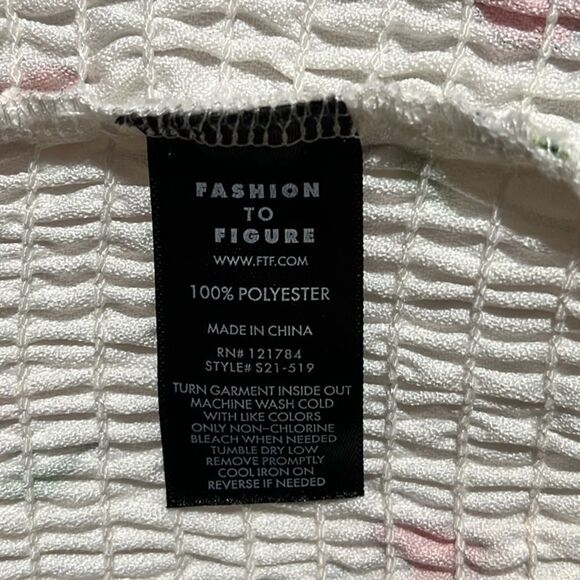 FASHION
TO
FIGURE
WWW.FTF.COM
100% POLYESTER
MADE IN CHINA
RN# 121784
STYLE# S21-519
TURN GARMENT INSIDE OUT
MACHINE WASH COLD
WITH LIKE COLORS
ONLY NON-CHLORINE
BLEACH WHEN NEEDED
TUMBLE DRY LOW
REMOVE PROMPTLY
COOL IRON ON
REVERSE IF NEEDED